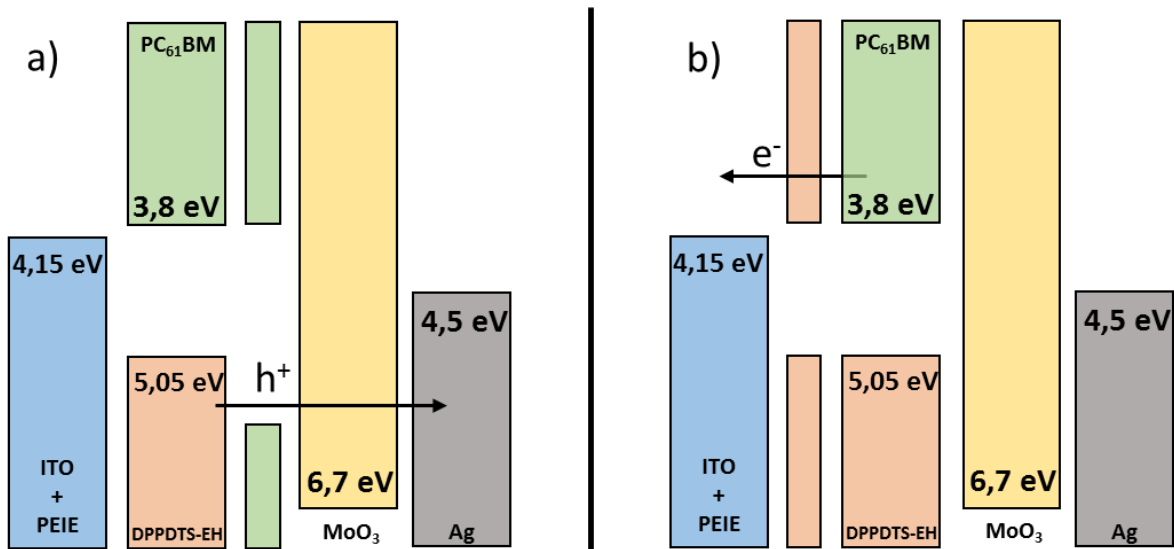 a)
PC₆₁BM
3,8 eV
4,15 eV
4,5 eV
5,05 eV
h⁺
ITO
+
PEIE
6,7 eV
DPPDTS-EH
MoO₃
Ag
b)
PC₆₁BM
e⁻
3,8 eV
4,15 eV
4,5 eV
5,05 eV
ITO
+
PEIE
6,7 eV
DPPDTS-EH
MoO₃
Ag